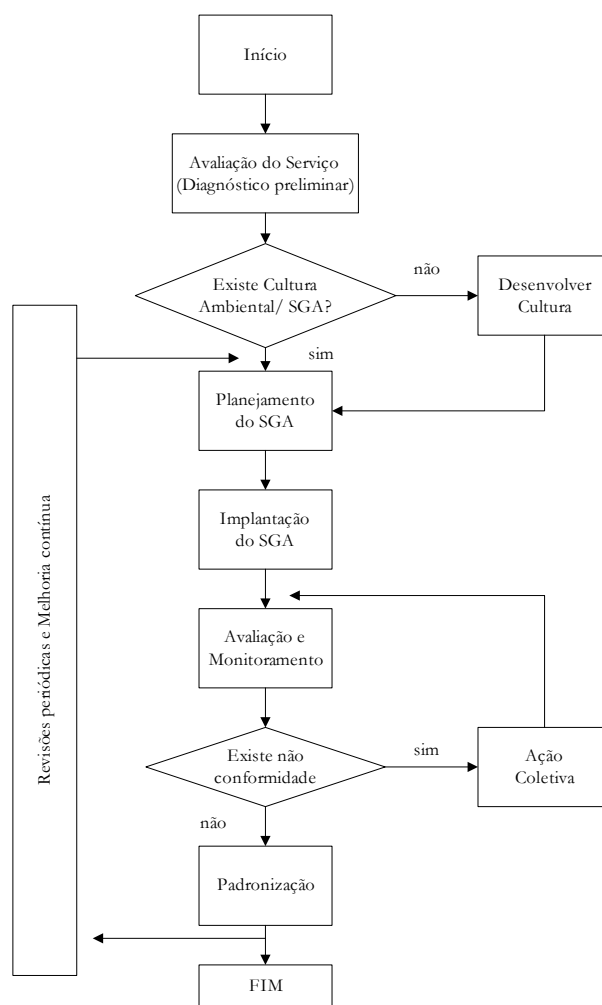 Início
Avaliação do Serviço
(Diagnóstico preliminar)
Existe Cultura
Ambiental/ SGA?
não
Desenvolver
Cultura
sim
Planejamento
do SGA
Implantação
do SGA
Revisões periódicas e Melhoria contínua
Avaliação e
Monitoramento
Existe não
conformidade
sim
Ação
Coletiva
não
Padronização
FIM